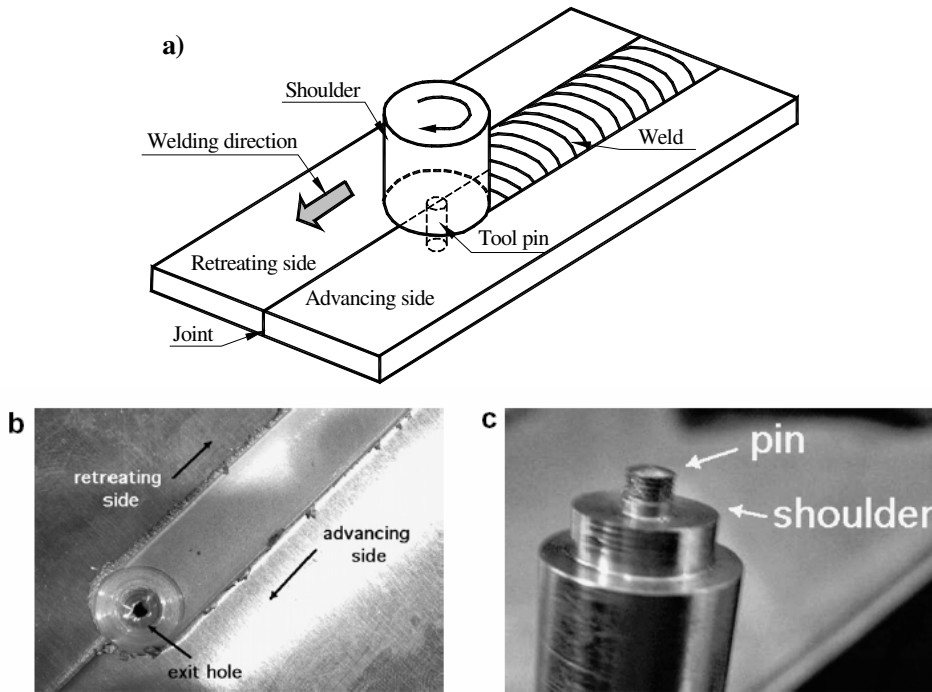 a)
Shoulder
Welding direction
Weld
Tool pin
Retreating side
Advancing side
Joint
b
retreating
side
advancing
side
exit hole
c
pin
shoulder